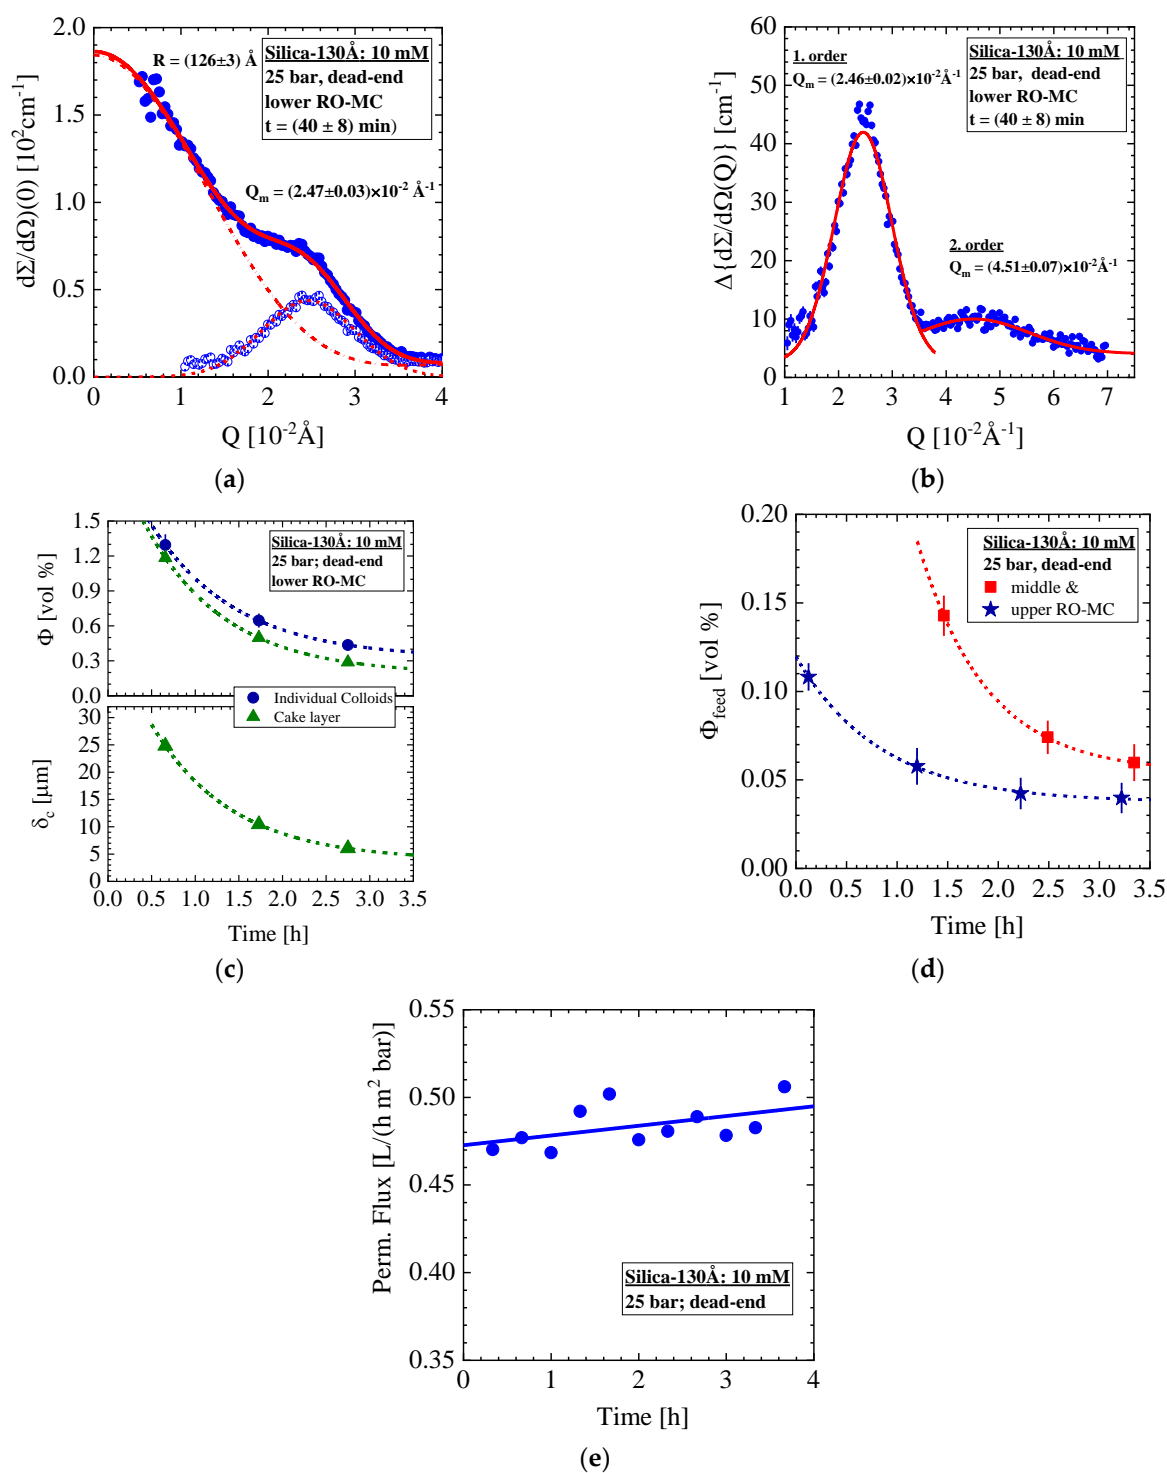 2.0
1.5
1.0
0.5
0.0
0
1
2
3
4
dΣ/dΩ)(0) [10²cm⁻¹]
Q [10⁻²Å]
R = (126±3) Å
Silica-130Å: 10 mM
25 bar, dead-end
lower RO-MC
t = (40 ± 8) min)
Qₘ = (2.47±0.03)×10⁻² Å⁻¹
(a)
60
50
40
30
20
10
0
1
2
3
4
5
6
7
Δ{dΣ/dΩ(Q)} [cm⁻¹]
Q [10⁻²Å⁻¹]
1. order
Qₘ = (2.46±0.02)×10⁻²Å⁻¹
Silica-130Å: 10 mM
25 bar, dead-end
lower RO-MC
t = (40 ± 8) min
2. order
Qₘ = (4.51±0.07)×10⁻²Å⁻¹
(b)
1.5
1.2
0.9
0.6
0.3
0.0
Φ [vol %]
Silica-130Å: 10 mM
25 bar; dead-end
lower RO-MC
Individual Colloids
Cake layer
30
25
20
15
10
5
0
δ_c [µm]
0.0 0.5 1.0 1.5 2.0 2.5 3.0 3.5
Time [h]
(c)
0.20
0.15
0.10
0.05
0.00
Φ_feed [vol %]
Silica-130Å: 10 mM
25 bar, dead-end
middle &
upper RO-MC
0.0 0.5 1.0 1.5 2.0 2.5 3.0 3.5
Time [h]
(d)
0.55
0.50
0.45
0.40
0.35
Perm. Flux [L/(h m² bar)]
Silica-130Å: 10 mM
25 bar; dead-end
0 1 2 3 4
Time [h]
(e)